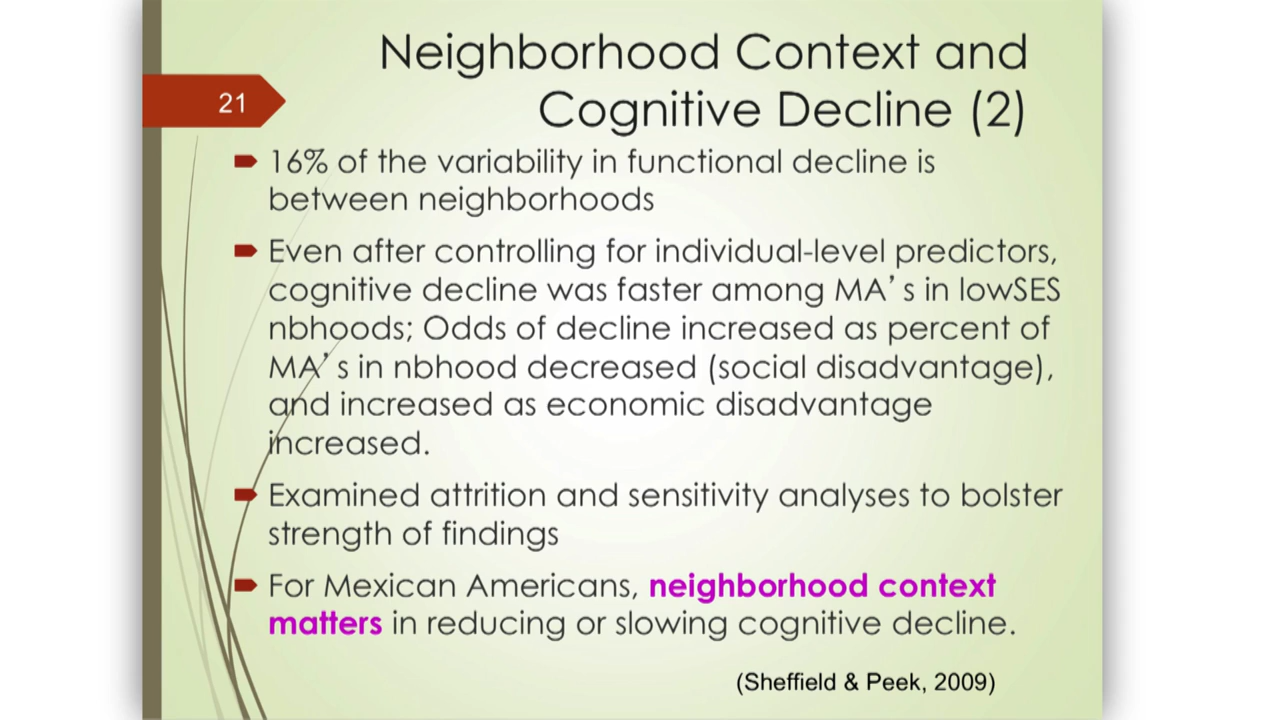 Neighborhood Context and
Cognitive Decline (2)
21
16% of the variability in functional decline is
between neighborhoods
Even after controlling for individual-level predictors,
cognitive decline was faster among MA’s in lowSES
nbhoods; Odds of decline increased as percent of
MA’s in nbhood decreased (social disadvantage),
and increased as economic disadvantage
increased.
Examined attrition and sensitivity analyses to bolster
strength of findings
For Mexican Americans, neighborhood context
matters in reducing or slowing cognitive decline.
(Sheffield & Peek, 2009)